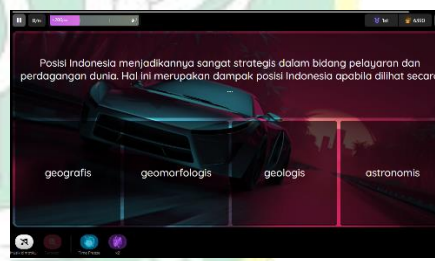 Posisi Indonesia menjadikannya sangat strategis dalam bidang pelayaran dan
perdagangan dunia. Hal ini merupakan dampak posisi Indonesia apabila dilihat secara
...
geografis
geomorfologis
geologis
astronomis